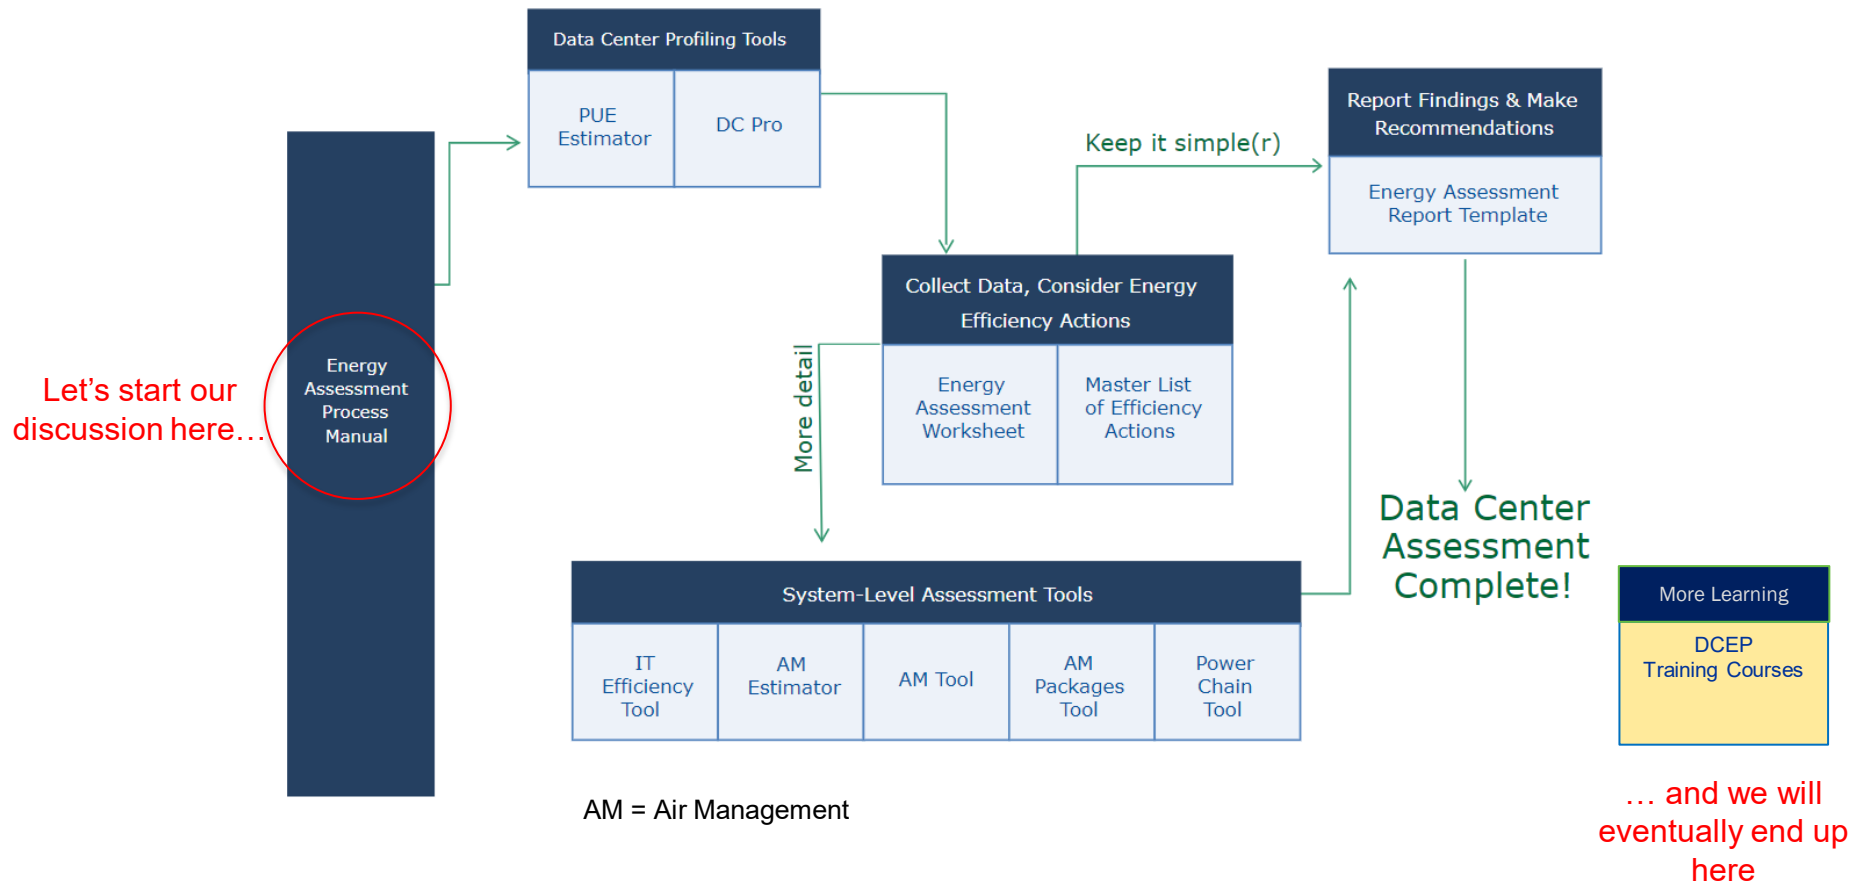 Data Center Profiling Tools
PUE
Estimator
DC Pro
Report Findings & Make
Recommendations
Energy Assessment
Report Template
Keep it simple(r)
Collect Data, Consider Energy
Efficiency Actions
Energy
Assessment
Worksheet
Master List
of Efficiency
Actions
More detail
Let’s start our
discussion here…
Energy
Assessment
Process
Manual
Data Center
Assessment
Complete!
System-Level Assessment Tools
IT
Efficiency
Tool
AM
Estimator
AM Tool
AM
Packages
Tool
Power
Chain
Tool
More Learning
DCEP
Training Courses
AM = Air Management
… and we will
eventually end up
here